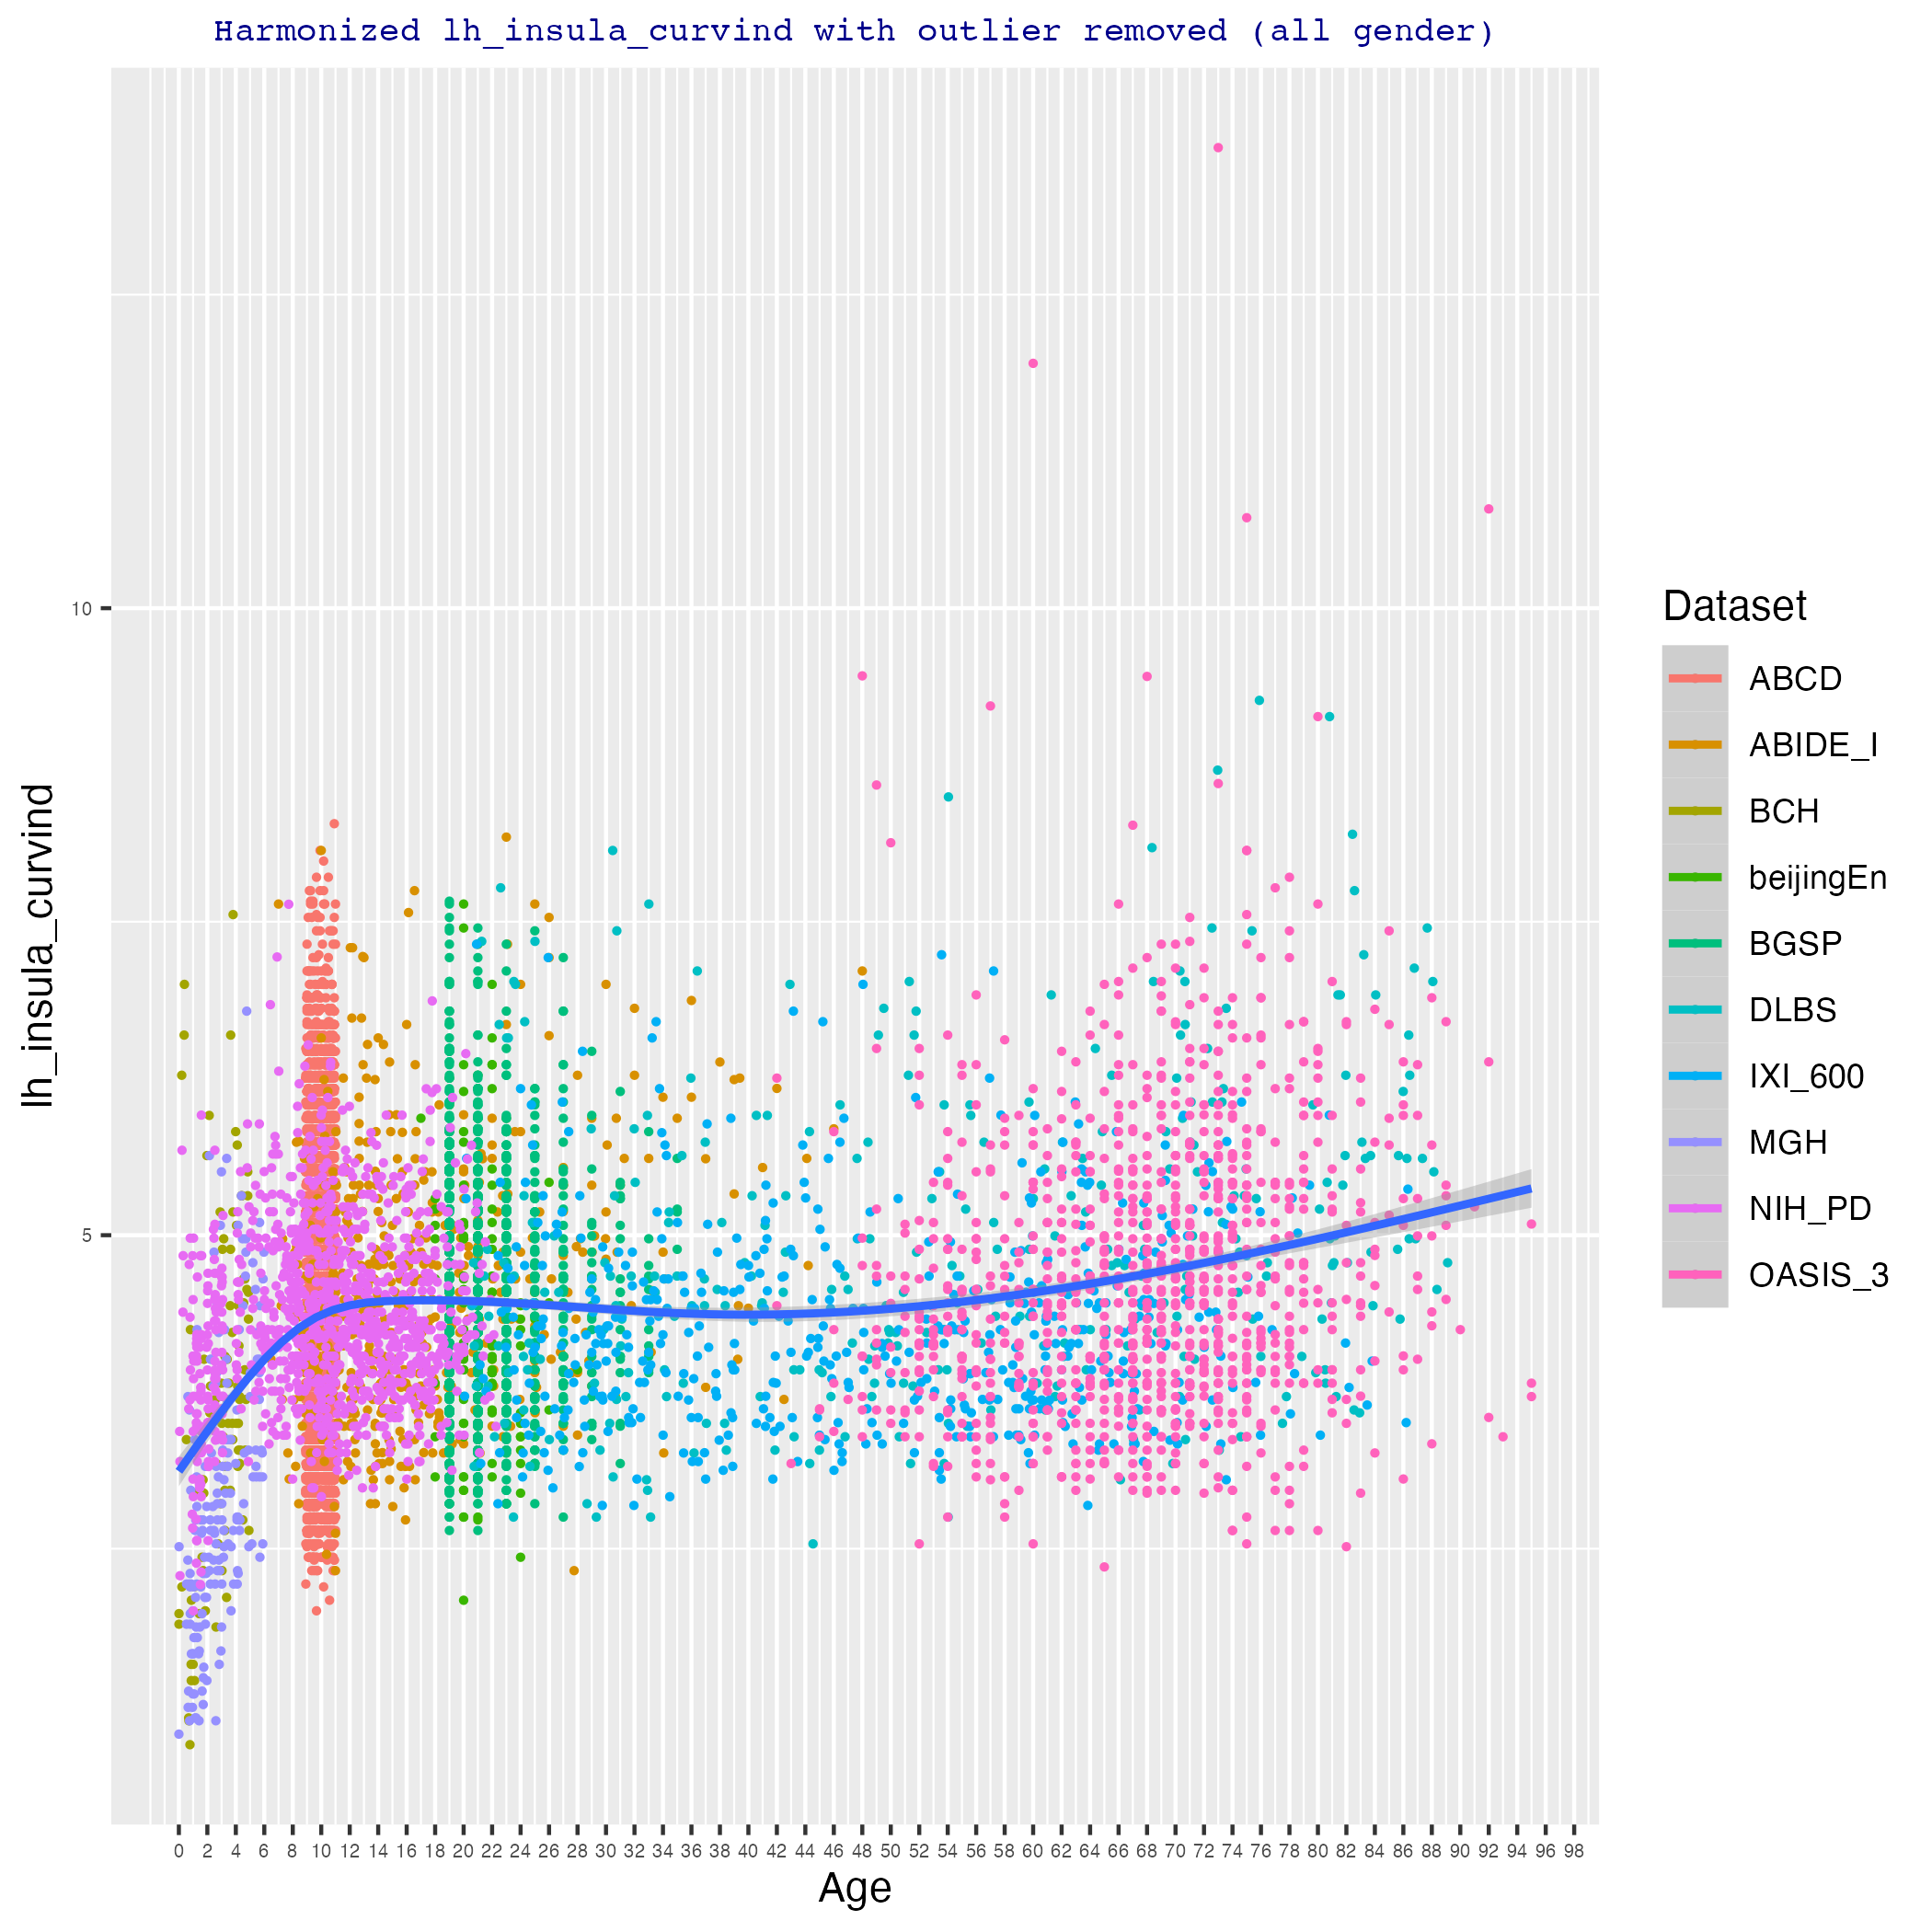 Harmonized lh_insula_curvind with outlier removed (all gender)
lh_insula_curvind
10
5
0 2 4 6 8 10 12 14 16 18 20 22 24 26 28 30 32 34 36 38 40 42 44 46 48 50 52 54 56 58 60 62 64 66 68 70 72 74 76 78 80 82 84 86 88 90 92 94 96 98
Age
Dataset
ABCD
ABIDE_I
BCH
beijingEn
BGSP
DLBS
IXI_600
MGH
NIH_PD
OASIS_3